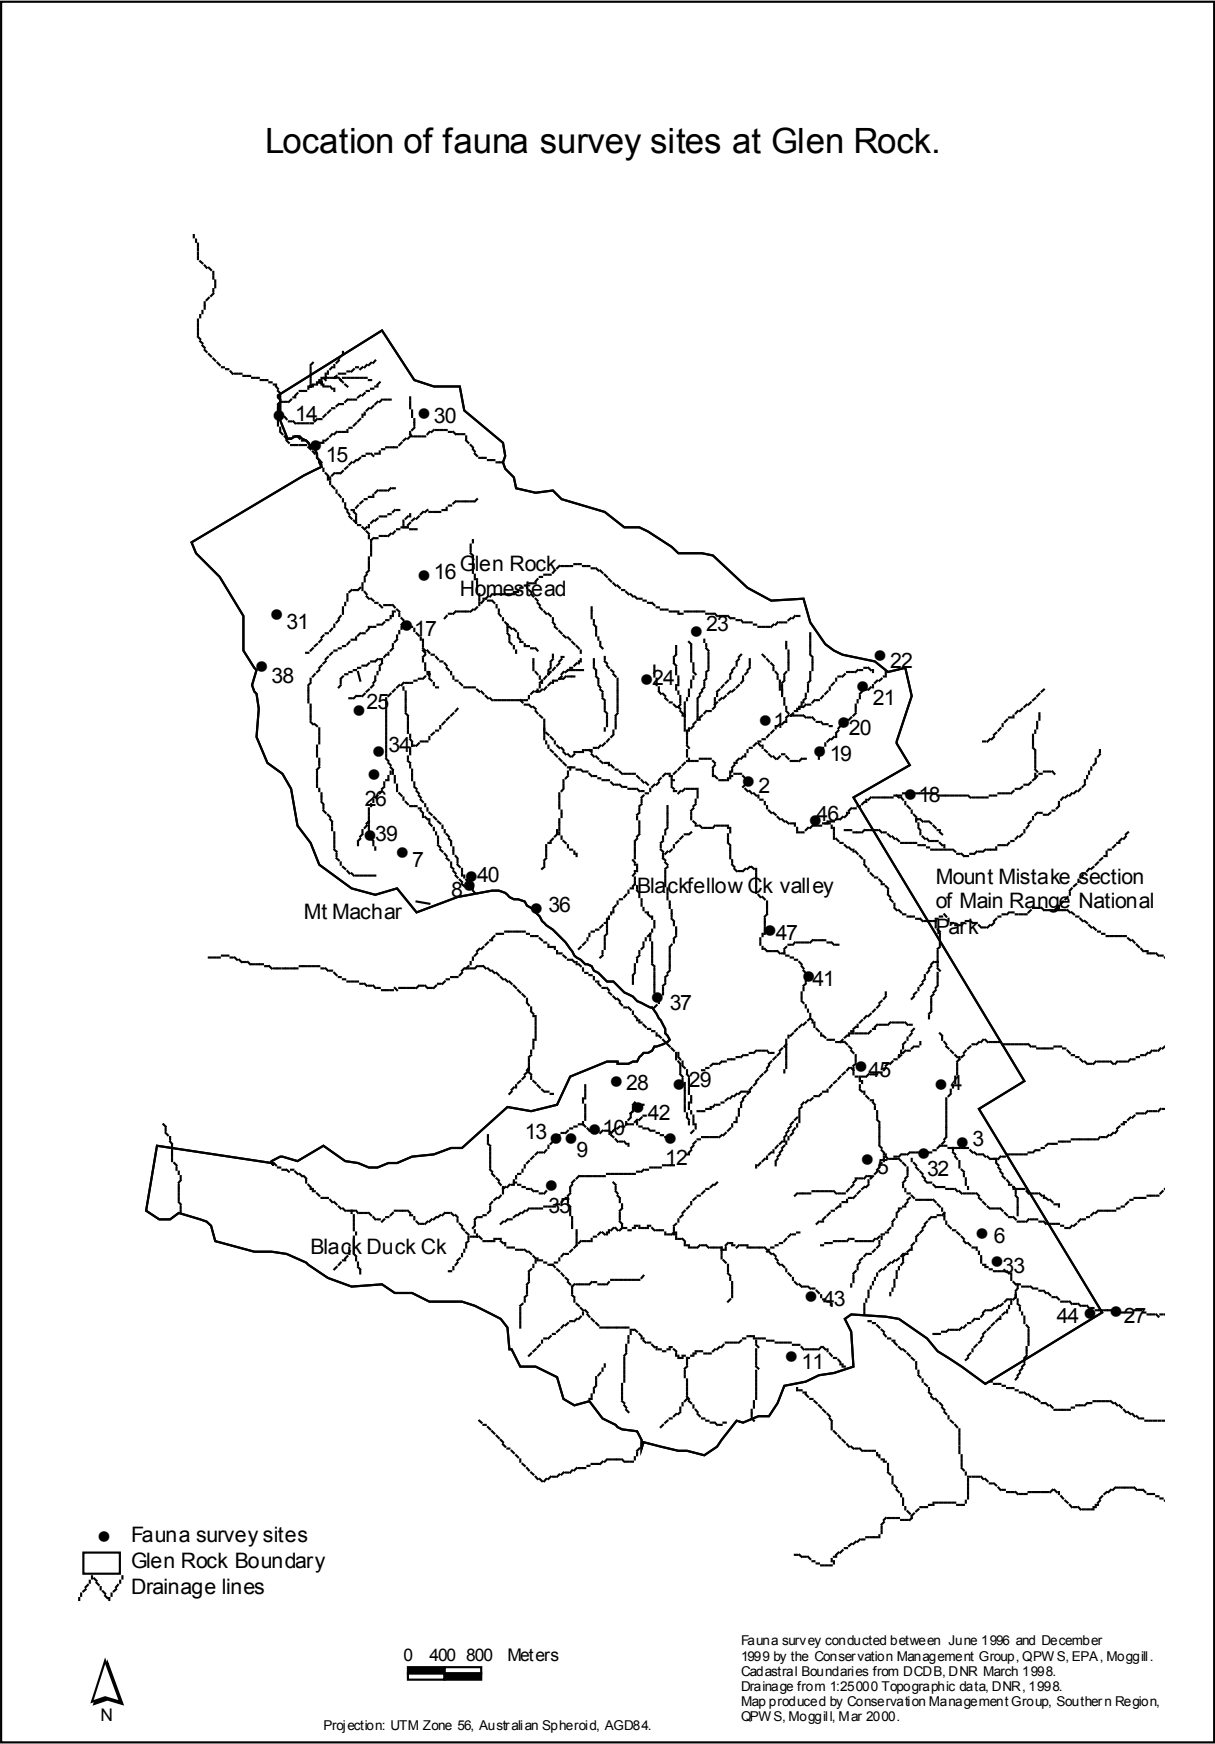 Location of fauna survey sites at Glen Rock.
14
30
15
16
Glen Rock
Homestead
31
17
23
22
38
24
21
25
1
20
34
19
2
26
18
46
39
7
40
8
Blackfellow Ck valley
Mount Mistake section
of Main Range National
Park
Mt Machar
36
47
41
37
45
28
29
4
42
13
10
9
12
3
5
32
35
6
Black Duck Ck
33
43
44
27
11
Fauna survey sites
Glen Rock Boundary
Drainage lines
0 400 800 Meters
N
Projection: UTM Zone 56, Australian Spheroid, AGD84.
Fauna survey conducted between June 1996 and December
1999 by the Conservation Management Group, QPWS, EPA, Moggill.
Cadastral Boundaries from DCDB, DNR March 1998.
Drainage from 1:25000 Topographic data, DNR, 1998.
Map produced by Conservation Management Group, Southern Region,
QPWS, Moggill, Mar 2000.